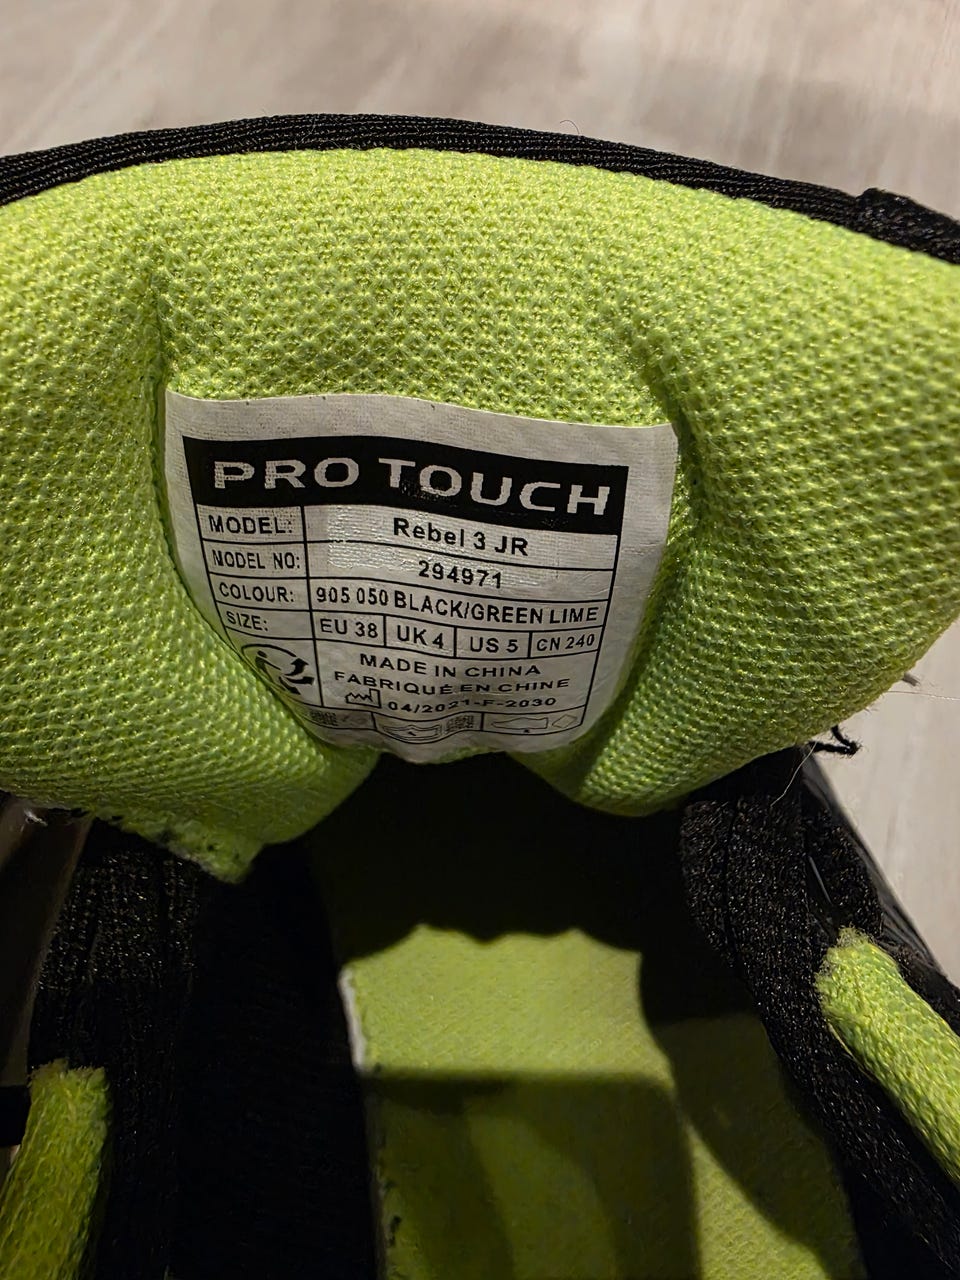 PRO TOUCH
MODEL: Rebel 3 JR
MODEL NO: 294971
COLOUR: 905 050 BLACK/GREEN LIME
SIZE: EU 38 UK 4 US 5 CN 240
MADE IN CHINA
FABRIQUÉ EN CHINE
04/2021-F-2030